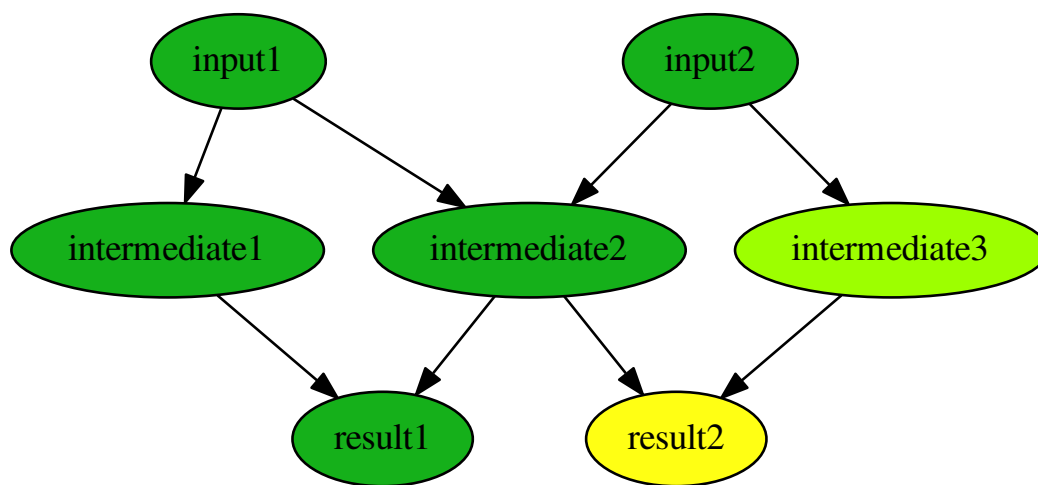 input1
input2
intermediate1
intermediate2
intermediate3
result1
result2